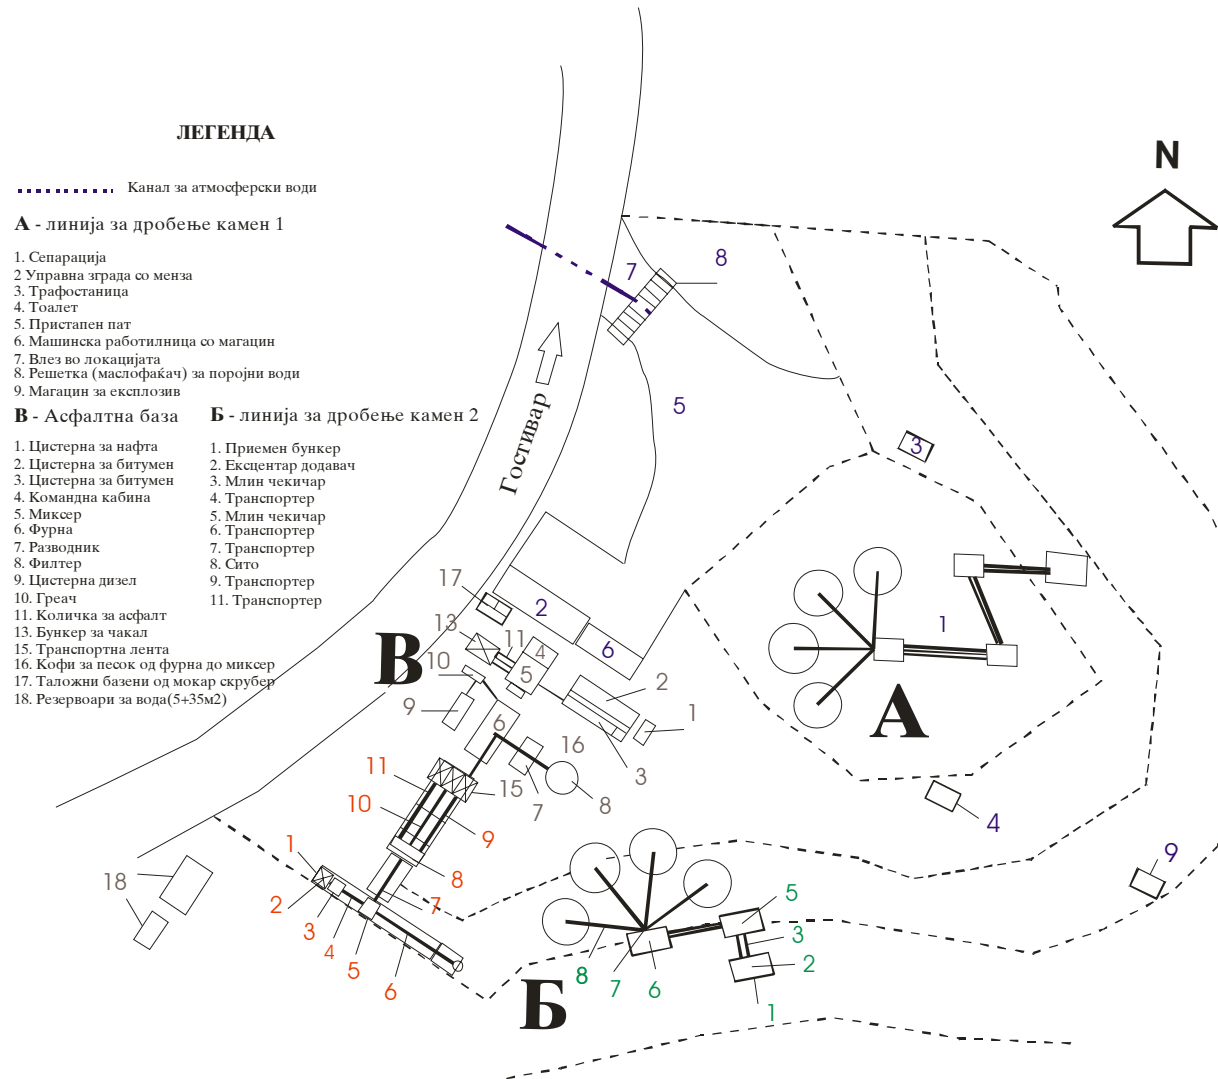 ЛЕГЕНДА
N
Канал за атмосферски води
А - линија за дробење камен 1
1. Сепарација
2 Управна зграда со менза
3. Трафостаница
4. Тоалет
5. Пристапен пат
6. Машинска работилница со магацин
7. Влез во локацијата
8. Решетка (маслофаќач) за поројни води
9. Магацин за експлозив
В - Асфалтна база
1. Цистерна за нафта
2. Цистерна за битумен
3. Цистерна за битумен
4. Командна кабина
5. Миксер
6. Фурна
7. Разводник
8. Филтер
9. Цистерна дизел
10. Греач
11. Количка за асфалт
13. Бункер за чакал
15. Транспортна лента
16. Кофи за песок од фурна до миксер
17. Таложни базени од мокар скрубер
18. Резервоари за вода(5+35м2)
Б - линија за дробење камен 2
1. Приемен бункер
2. Ексцентар додавач
3. Млин чекичар
4. Транспортер
5. Млин чекичар
6. Транспортер
7. Транспортер
8. Сито
9. Транспортер
11. Транспортер
Гостивар
7
8
5
3
17
2
13
11
4
6
1
В
10
5
2
А
9
6
1
16
3
11
15
7
8
10
4
9
1
8
9
18
2
7
5
3
3
4
5
2
6
8
7
6
Б
1